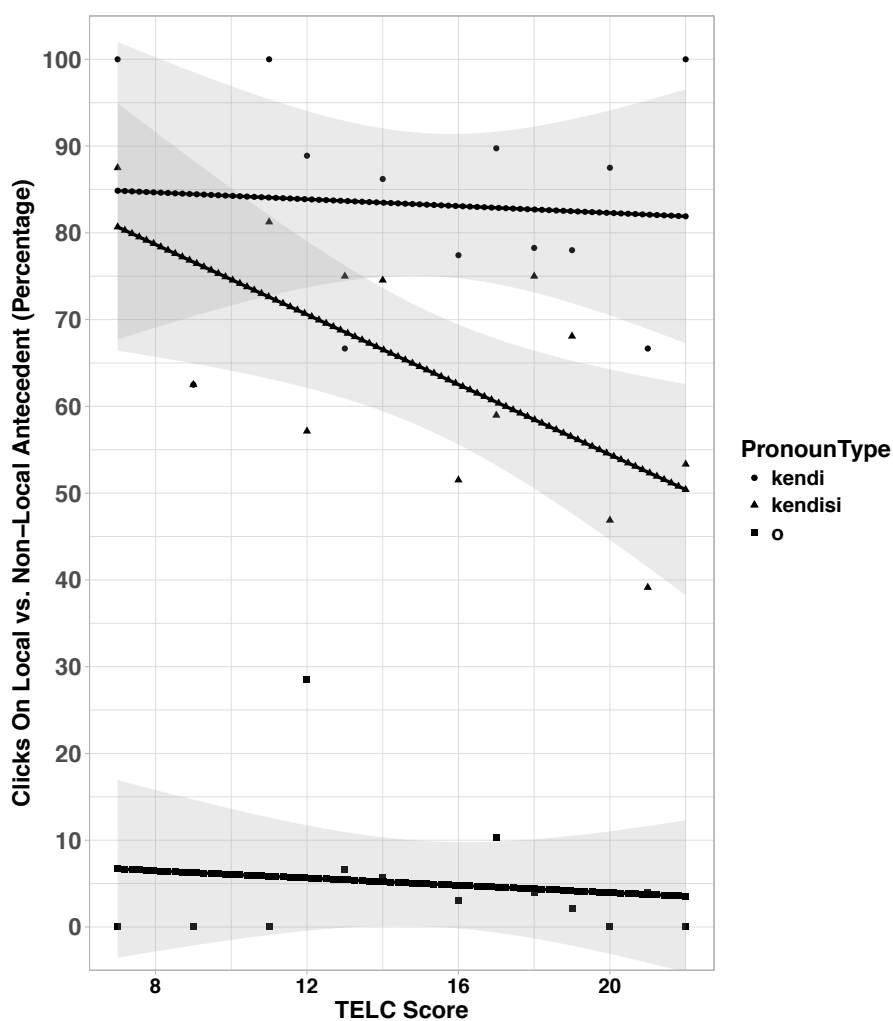 Clicks On Local vs. Non−Local Antecedent (Percentage)
100
90
80
70
60
50
40
30
20
10
0
8 12 16 20
TELC Score
PronounType
kendi
kendisi
o